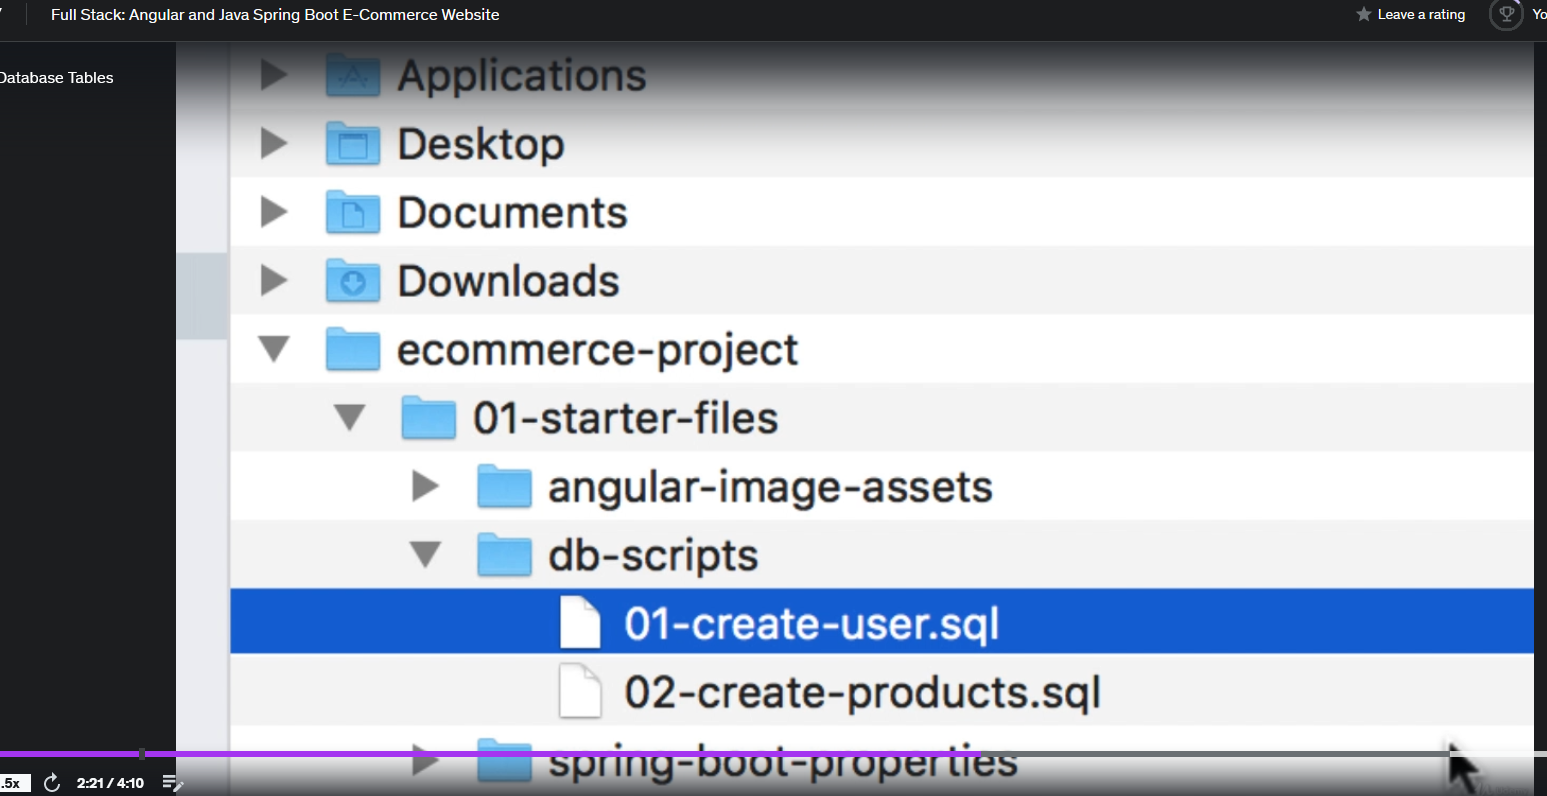 Full Stack: Angular and Java Spring Boot E-Commerce Website
Leave a rating
Yo
Database Tables
Applications
Desktop
Documents
Downloads
ecommerce-project
01-starter-files
angular-image-assets
db-scripts
01-create-user.sql
02-create-products.sql
spring-boot-properties
.5x
2:21 / 4:10